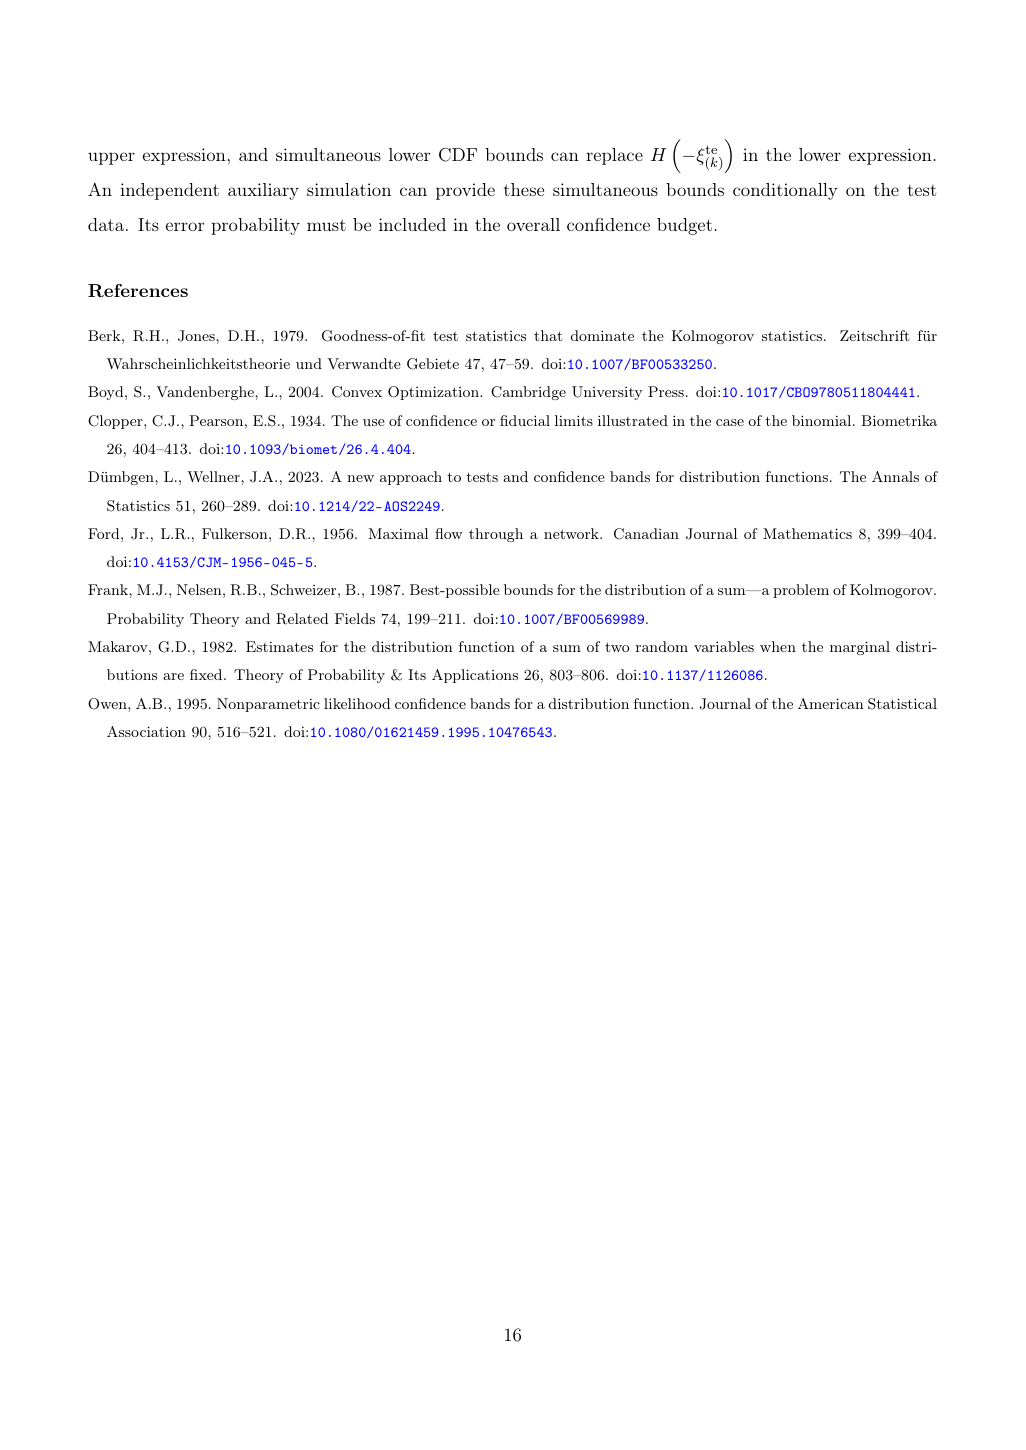 upper expression, and simultaneous lower CDF bounds can replace H(−ξ^te_(k)) in the lower expression.
An independent auxiliary simulation can provide these simultaneous bounds conditionally on the test
data. Its error probability must be included in the overall confidence budget.
References
Berk, R.H., Jones, D.H., 1979. Goodness-of-fit test statistics that dominate the Kolmogorov statistics. Zeitschrift für
Wahrscheinlichkeitstheorie und Verwandte Gebiete 47, 47–59. doi:10.1007/BF00533250.
Boyd, S., Vandenberghe, L., 2004. Convex Optimization. Cambridge University Press. doi:10.1017/CBO9780511804441.
Clopper, C.J., Pearson, E.S., 1934. The use of confidence or fiducial limits illustrated in the case of the binomial. Biometrika
26, 404–413. doi:10.1093/biomet/26.4.404.
Dümbgen, L., Wellner, J.A., 2023. A new approach to tests and confidence bands for distribution functions. The Annals of
Statistics 51, 260–289. doi:10.1214/22-AOS2249.
Ford, Jr., L.R., Fulkerson, D.R., 1956. Maximal flow through a network. Canadian Journal of Mathematics 8, 399–404.
doi:10.4153/CJM-1956-045-5.
Frank, M.J., Nelsen, R.B., Schweizer, B., 1987. Best-possible bounds for the distribution of a sum—a problem of Kolmogorov.
Probability Theory and Related Fields 74, 199–211. doi:10.1007/BF00569989.
Makarov, G.D., 1982. Estimates for the distribution function of a sum of two random variables when the marginal distri-
butions are fixed. Theory of Probability & Its Applications 26, 803–806. doi:10.1137/1126086.
Owen, A.B., 1995. Nonparametric likelihood confidence bands for a distribution function. Journal of the American Statistical
Association 90, 516–521. doi:10.1080/01621459.1995.10476543.
16